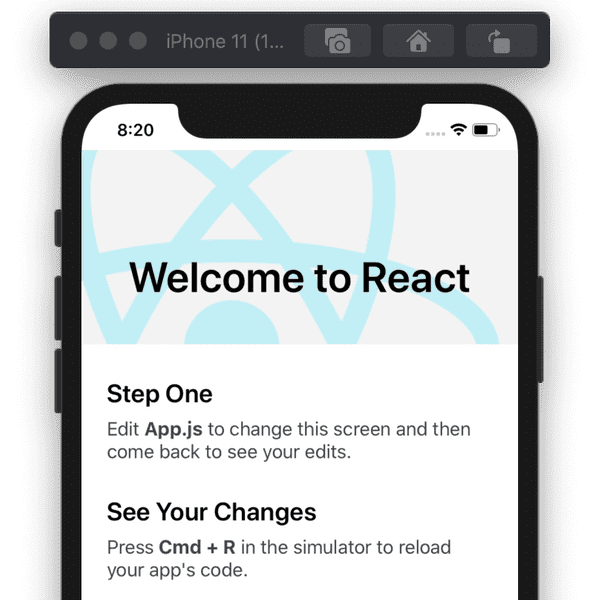 iPhone 11 (1...
8:20
Welcome to React
Step One
Edit App.js to change this screen and then
come back to see your edits.
See Your Changes
Press Cmd + R in the simulator to reload
your app's code.